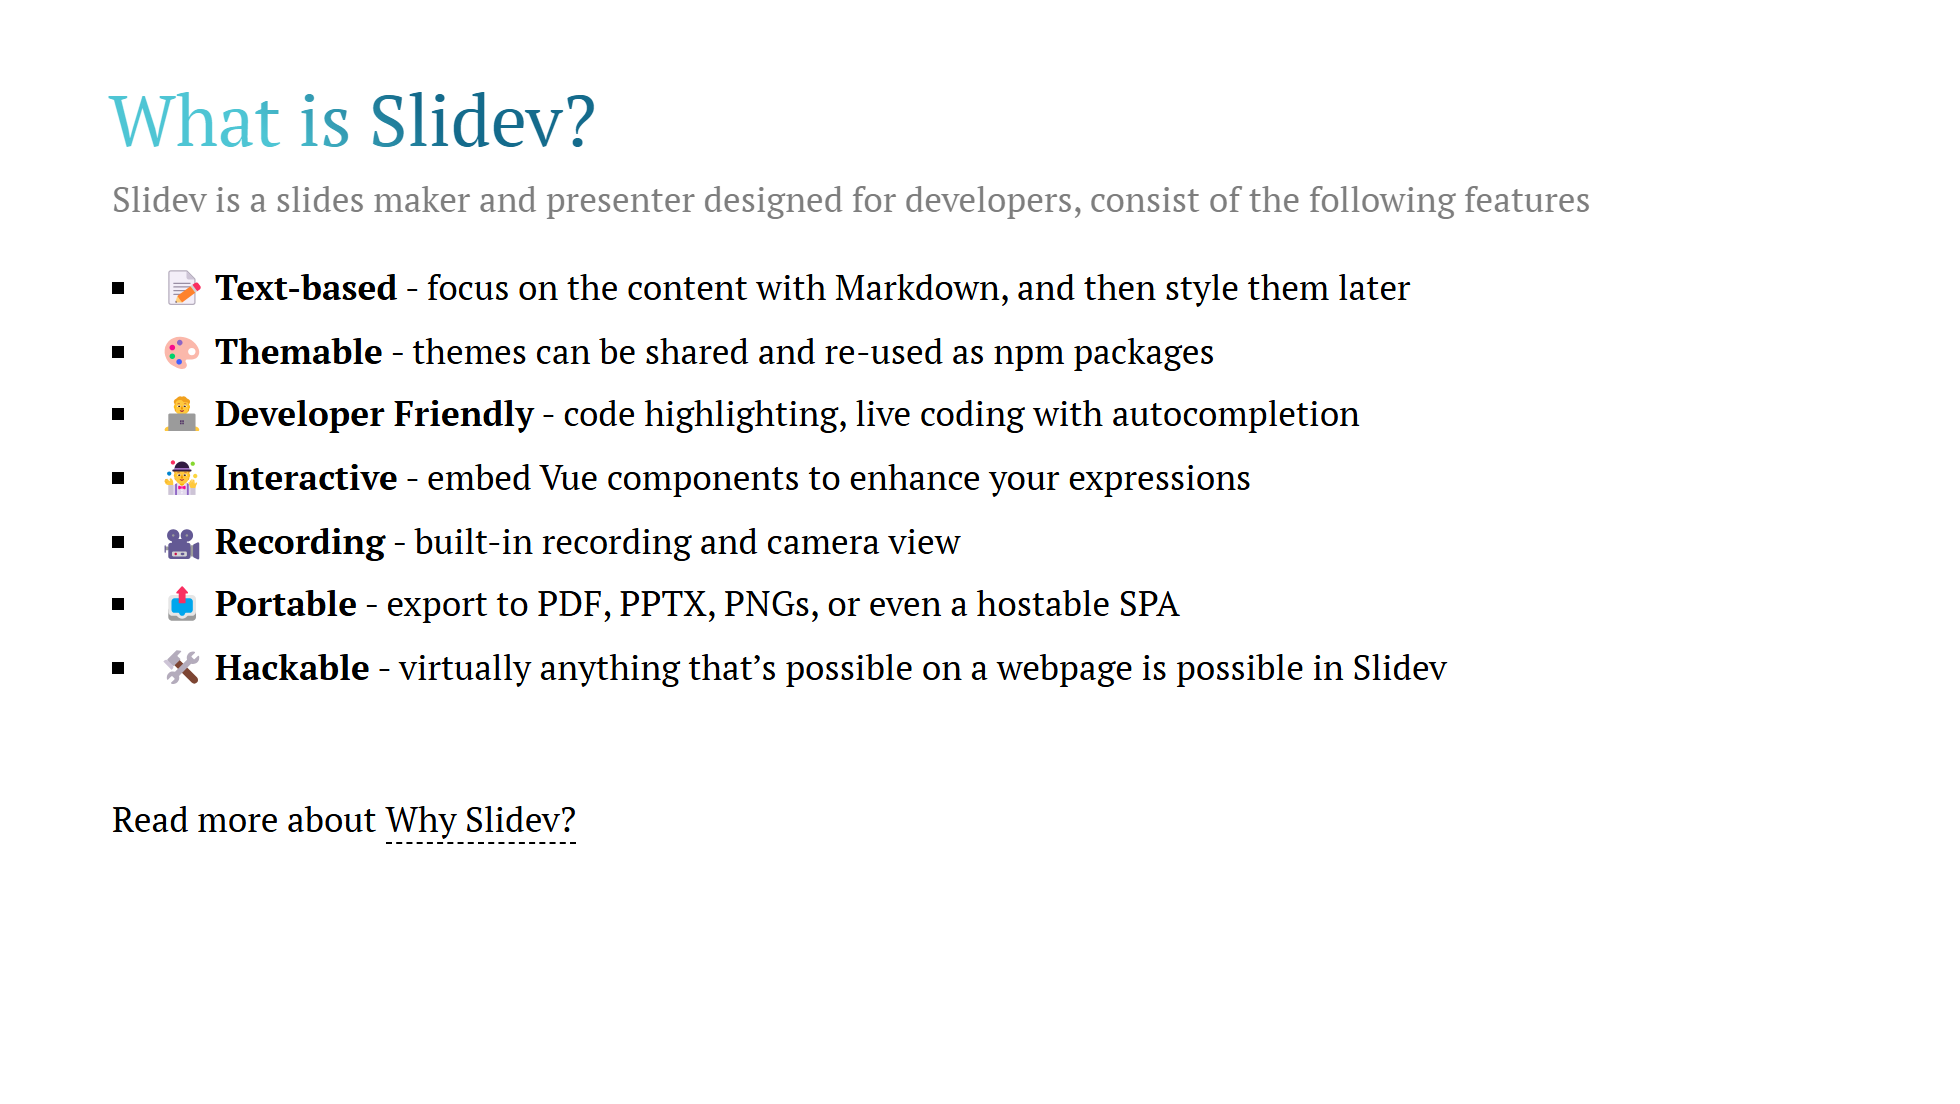 What is Slidev?
Slidev is a slides maker and presenter designed for developers, consist of the following features
▪ 📝 Text-based - focus on the content with Markdown, and then style them later
▪ 🎨 Themable - themes can be shared and re-used as npm packages
▪ 🧑‍💻 Developer Friendly - code highlighting, live coding with autocompletion
▪ 🤹 Interactive - embed Vue components to enhance your expressions
▪ 🎥 Recording - built-in recording and camera view
▪ 📤 Portable - export to PDF, PPTX, PNGs, or even a hostable SPA
▪ 🛠 Hackable - virtually anything that’s possible on a webpage is possible in Slidev
Read more about Why Slidev?